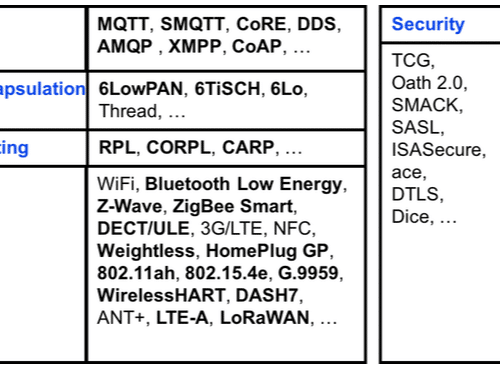 MQTT, SMQTT, CoRE, DDS,
AMQP , XMPP, CoAP, …
apsulation
6LowPAN, 6TiSCH, 6Lo,
Thread, …
ting
RPL, CORPL, CARP, …
WiFi, Bluetooth Low Energy,
Z-Wave, ZigBee Smart,
DECT/ULE, 3G/LTE, NFC,
Weightless, HomePlug GP,
802.11ah, 802.15.4e, G.9959,
WirelessHART, DASH7,
ANT+, LTE-A, LoRaWAN, …
Security
TCG,
Oath 2.0,
SMACK,
SASL,
ISASecure,
ace,
DTLS,
Dice, …